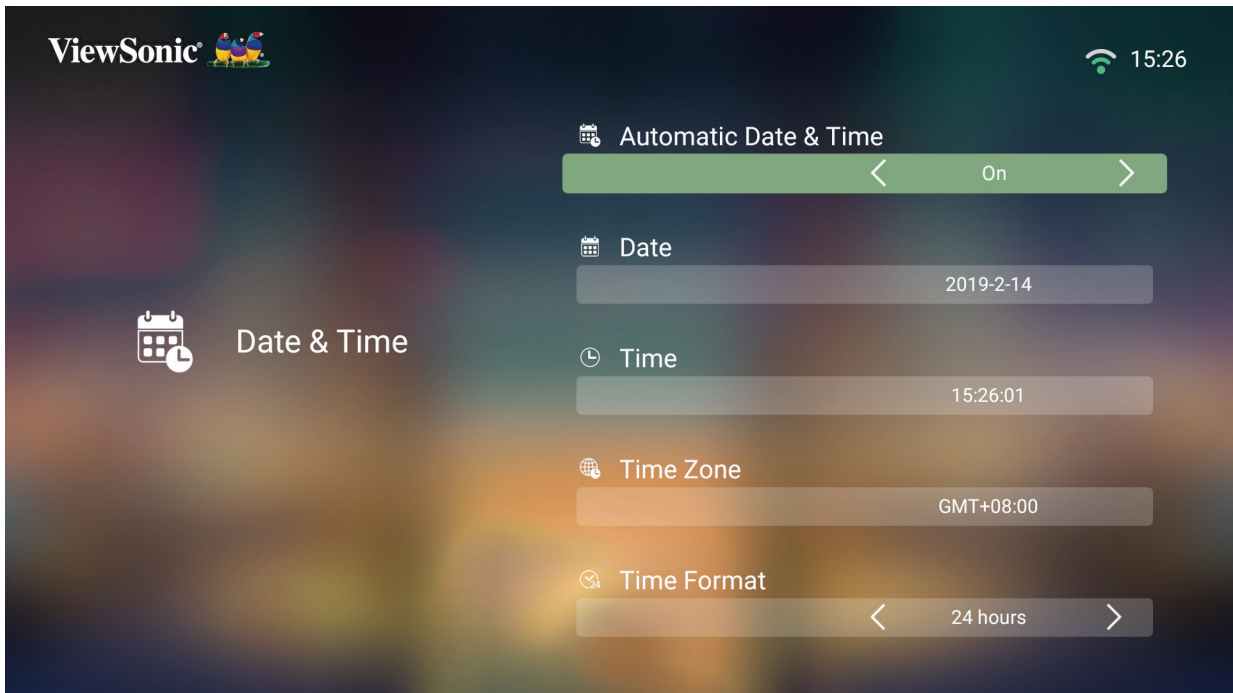 ViewSonic®
15:26
Automatic Date & Time
On
Date
2019-2-14
Date & Time
Time
15:26:01
Time Zone
GMT+08:00
24
Time Format
24 hours